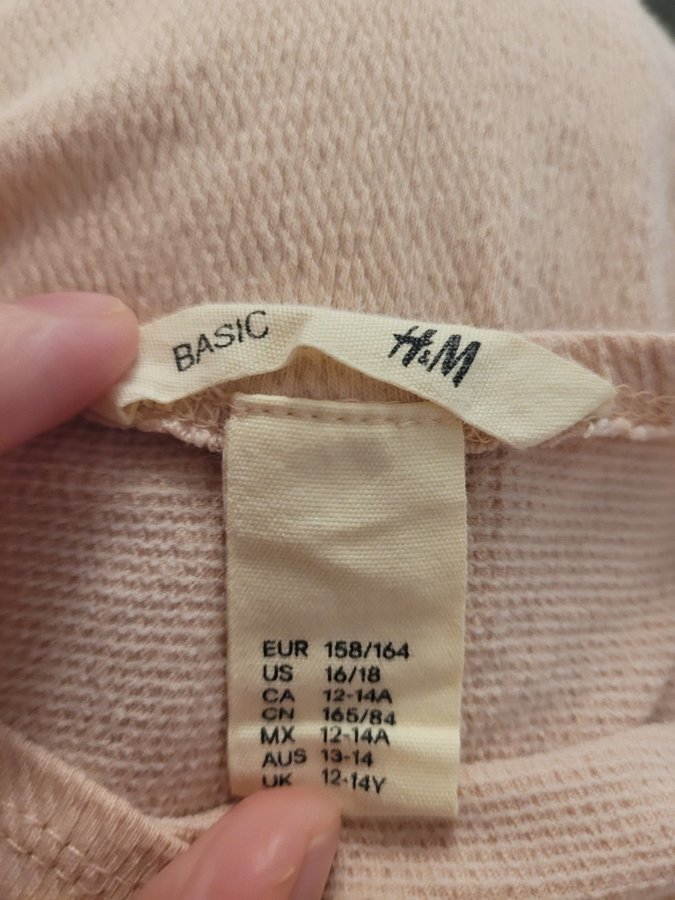 BASIC
H&M
EUR 158/164
US 16/18
CA 12-14A
CN 165/84
MX 12-14A
AUS 13-14
UK 12-14Y